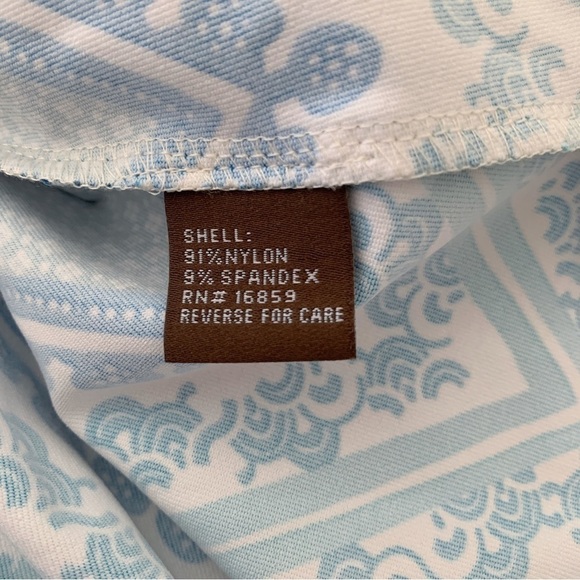 SHELL:
91% NYLON
9% SPANDEX
RN# 16859
REVERSE FOR CARE